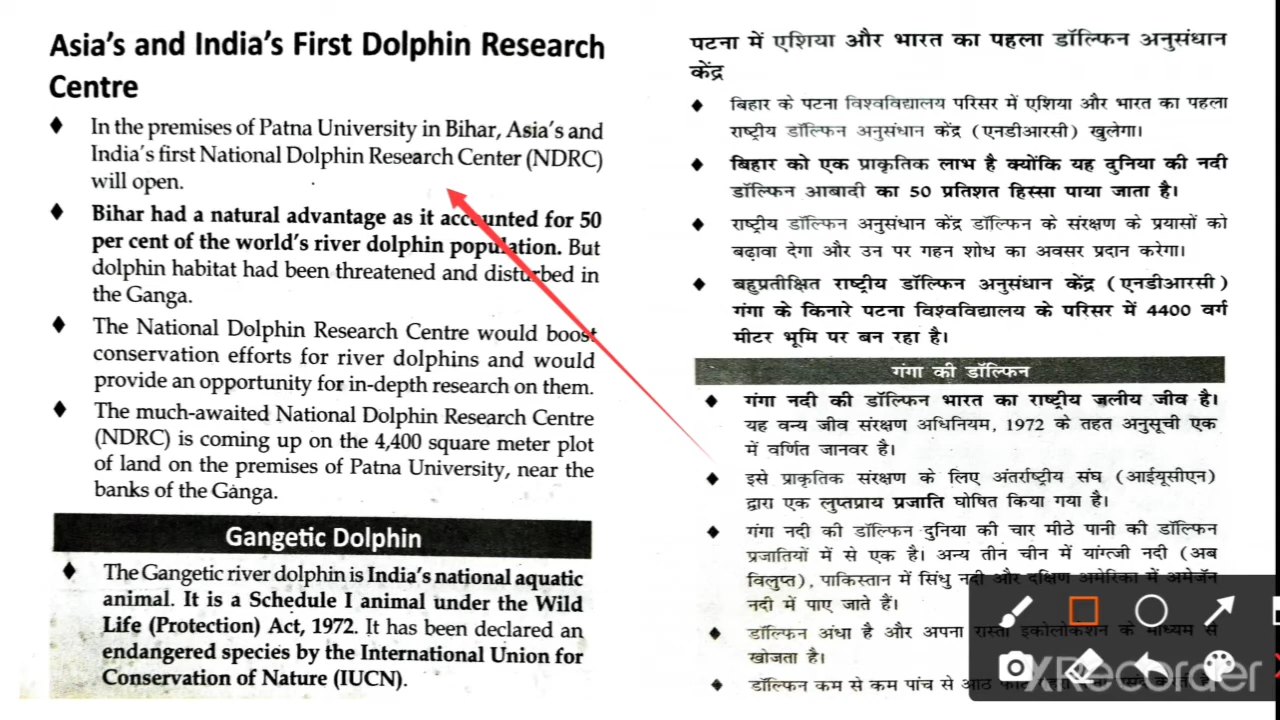 Asia's and India's First Dolphin Research
Centre
♦ In the premises of Patna University in Bihar, Asia's and
India's first National Dolphin Research Center (NDRC)
will open.
♦ Bihar had a natural advantage as it accounted for 50
per cent of the world's river dolphin population. But
dolphin habitat had been threatened and disturbed in
the Ganga.
♦ The National Dolphin Research Centre would boost
conservation efforts for river dolphins and would
provide an opportunity for in-depth research on them.
♦ The much-awaited National Dolphin Research Centre
(NDRC) is coming up on the 4,400 square meter plot
of land on the premises of Patna University, near the
banks of the Ganga.
Gangetic Dolphin
♦ The Gangetic river dolphin is India's national aquatic
animal. It is a Schedule I animal under the Wild
Life (Protection) Act, 1972. It has been declared an
endangered species by the International Union for
Conservation of Nature (IUCN).
पटना में एशिया और भारत का पहला डॉल्फिन अनुसंधान
केंद्र
♦ बिहार के पटना विश्वविद्यालय परिसर में एशिया और भारत का पहला
राष्ट्रीय डॉल्फिन अनुसंधान केंद्र (एनडीआरसी) खुलेगा।
♦ बिहार को एक प्राकृतिक लाभ है क्योंकि यह दुनिया की नदी
डॉल्फिन आबादी का 50 प्रतिशत हिस्सा पाया जाता है।
♦ राष्ट्रीय डॉल्फिन अनुसंधान केंद्र डॉल्फिन के संरक्षण के प्रयासों को
बढ़ावा देगा और उन पर गहन शोध का अवसर प्रदान करेगा।
♦ बहुप्रतीक्षित राष्ट्रीय डॉल्फिन अनुसंधान केंद्र (एनडीआरसी)
गंगा के किनारे पटना विश्वविद्यालय के परिसर में 4400 वर्ग
मीटर भूमि पर बन रहा है।
गंगा की डॉल्फिन
♦ गंगा नदी की डॉल्फिन भारत का राष्ट्रीय जलीय जीव है।
यह वन्य जीव संरक्षण अधिनियम, 1972 के तहत अनुसूची एक
में वर्णित जानवर है।
♦ इसे प्राकृतिक संरक्षण के लिए अंतर्राष्ट्रीय संघ (आईयूसीएन)
द्वारा एक लुप्तप्राय प्रजाति घोषित किया गया है।
♦ गंगा नदी की डॉल्फिन दुनिया की चार मीठे पानी की डॉल्फिन
प्रजातियों में से एक है। अन्य तीन चीन में यांग्त्जी नदी (अब
विलुप्त), पाकिस्तान में सिंधु नदी और दक्षिण अमेरिका में अमेजॅन
नदी में पाए जाते हैं।
♦ डॉल्फिन अंधा है और अपना रास्ता इकोलोकेशन के माध्यम से
खोजता है।
♦ डॉल्फिन कम से कम पांच से आठ
XRecorder